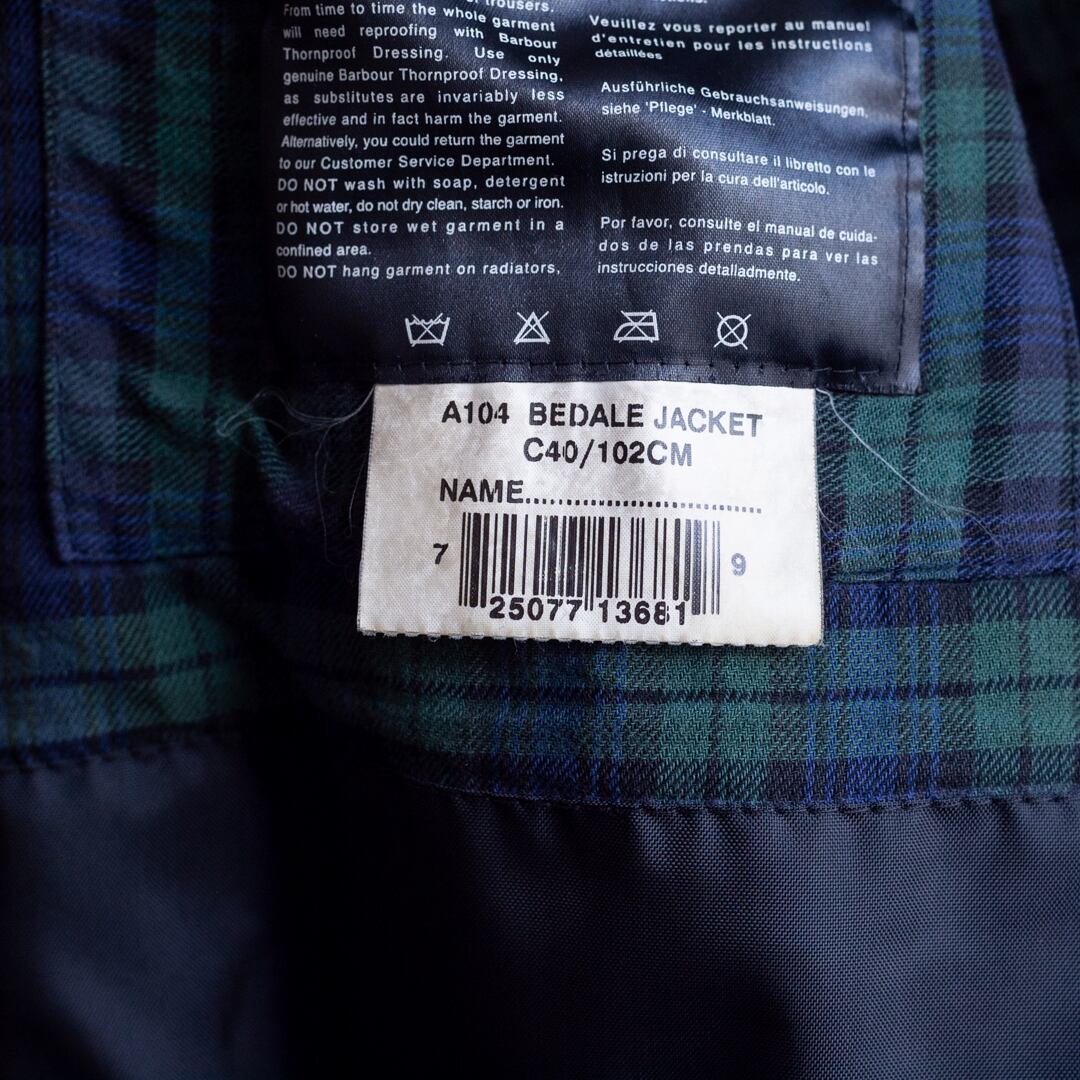 trousers.
From time to time the whole garment
will need reproofing with Barbour
Thornproof Dressing. Use only
genuine Barbour Thornproof Dressing,
as substitutes are invariably less
effective and in fact harm the garment.
Alternatively, you could return the garment
to our Customer Service Department.
DO NOT wash with soap, detergent
or hot water, do not dry clean, starch or iron.
DO NOT store wet garment in a
confined area.
DO NOT hang garment on radiators,
Veuillez vous reporter au manuel
d'entretien pour les instructions
détaillées
Ausführliche Gebrauchsanweisungen,
siehe 'Pflege' - Merkblatt.
Si prega di consultare il libretto con le
istruzioni per la cura dell'articolo.
Por favor, consulte el manual de cuida-
dos de las prendas para ver las
instrucciones detalladmente.
A104 BEDALE JACKET
C40/102CM
NAME..............................
7 25077 13681 9